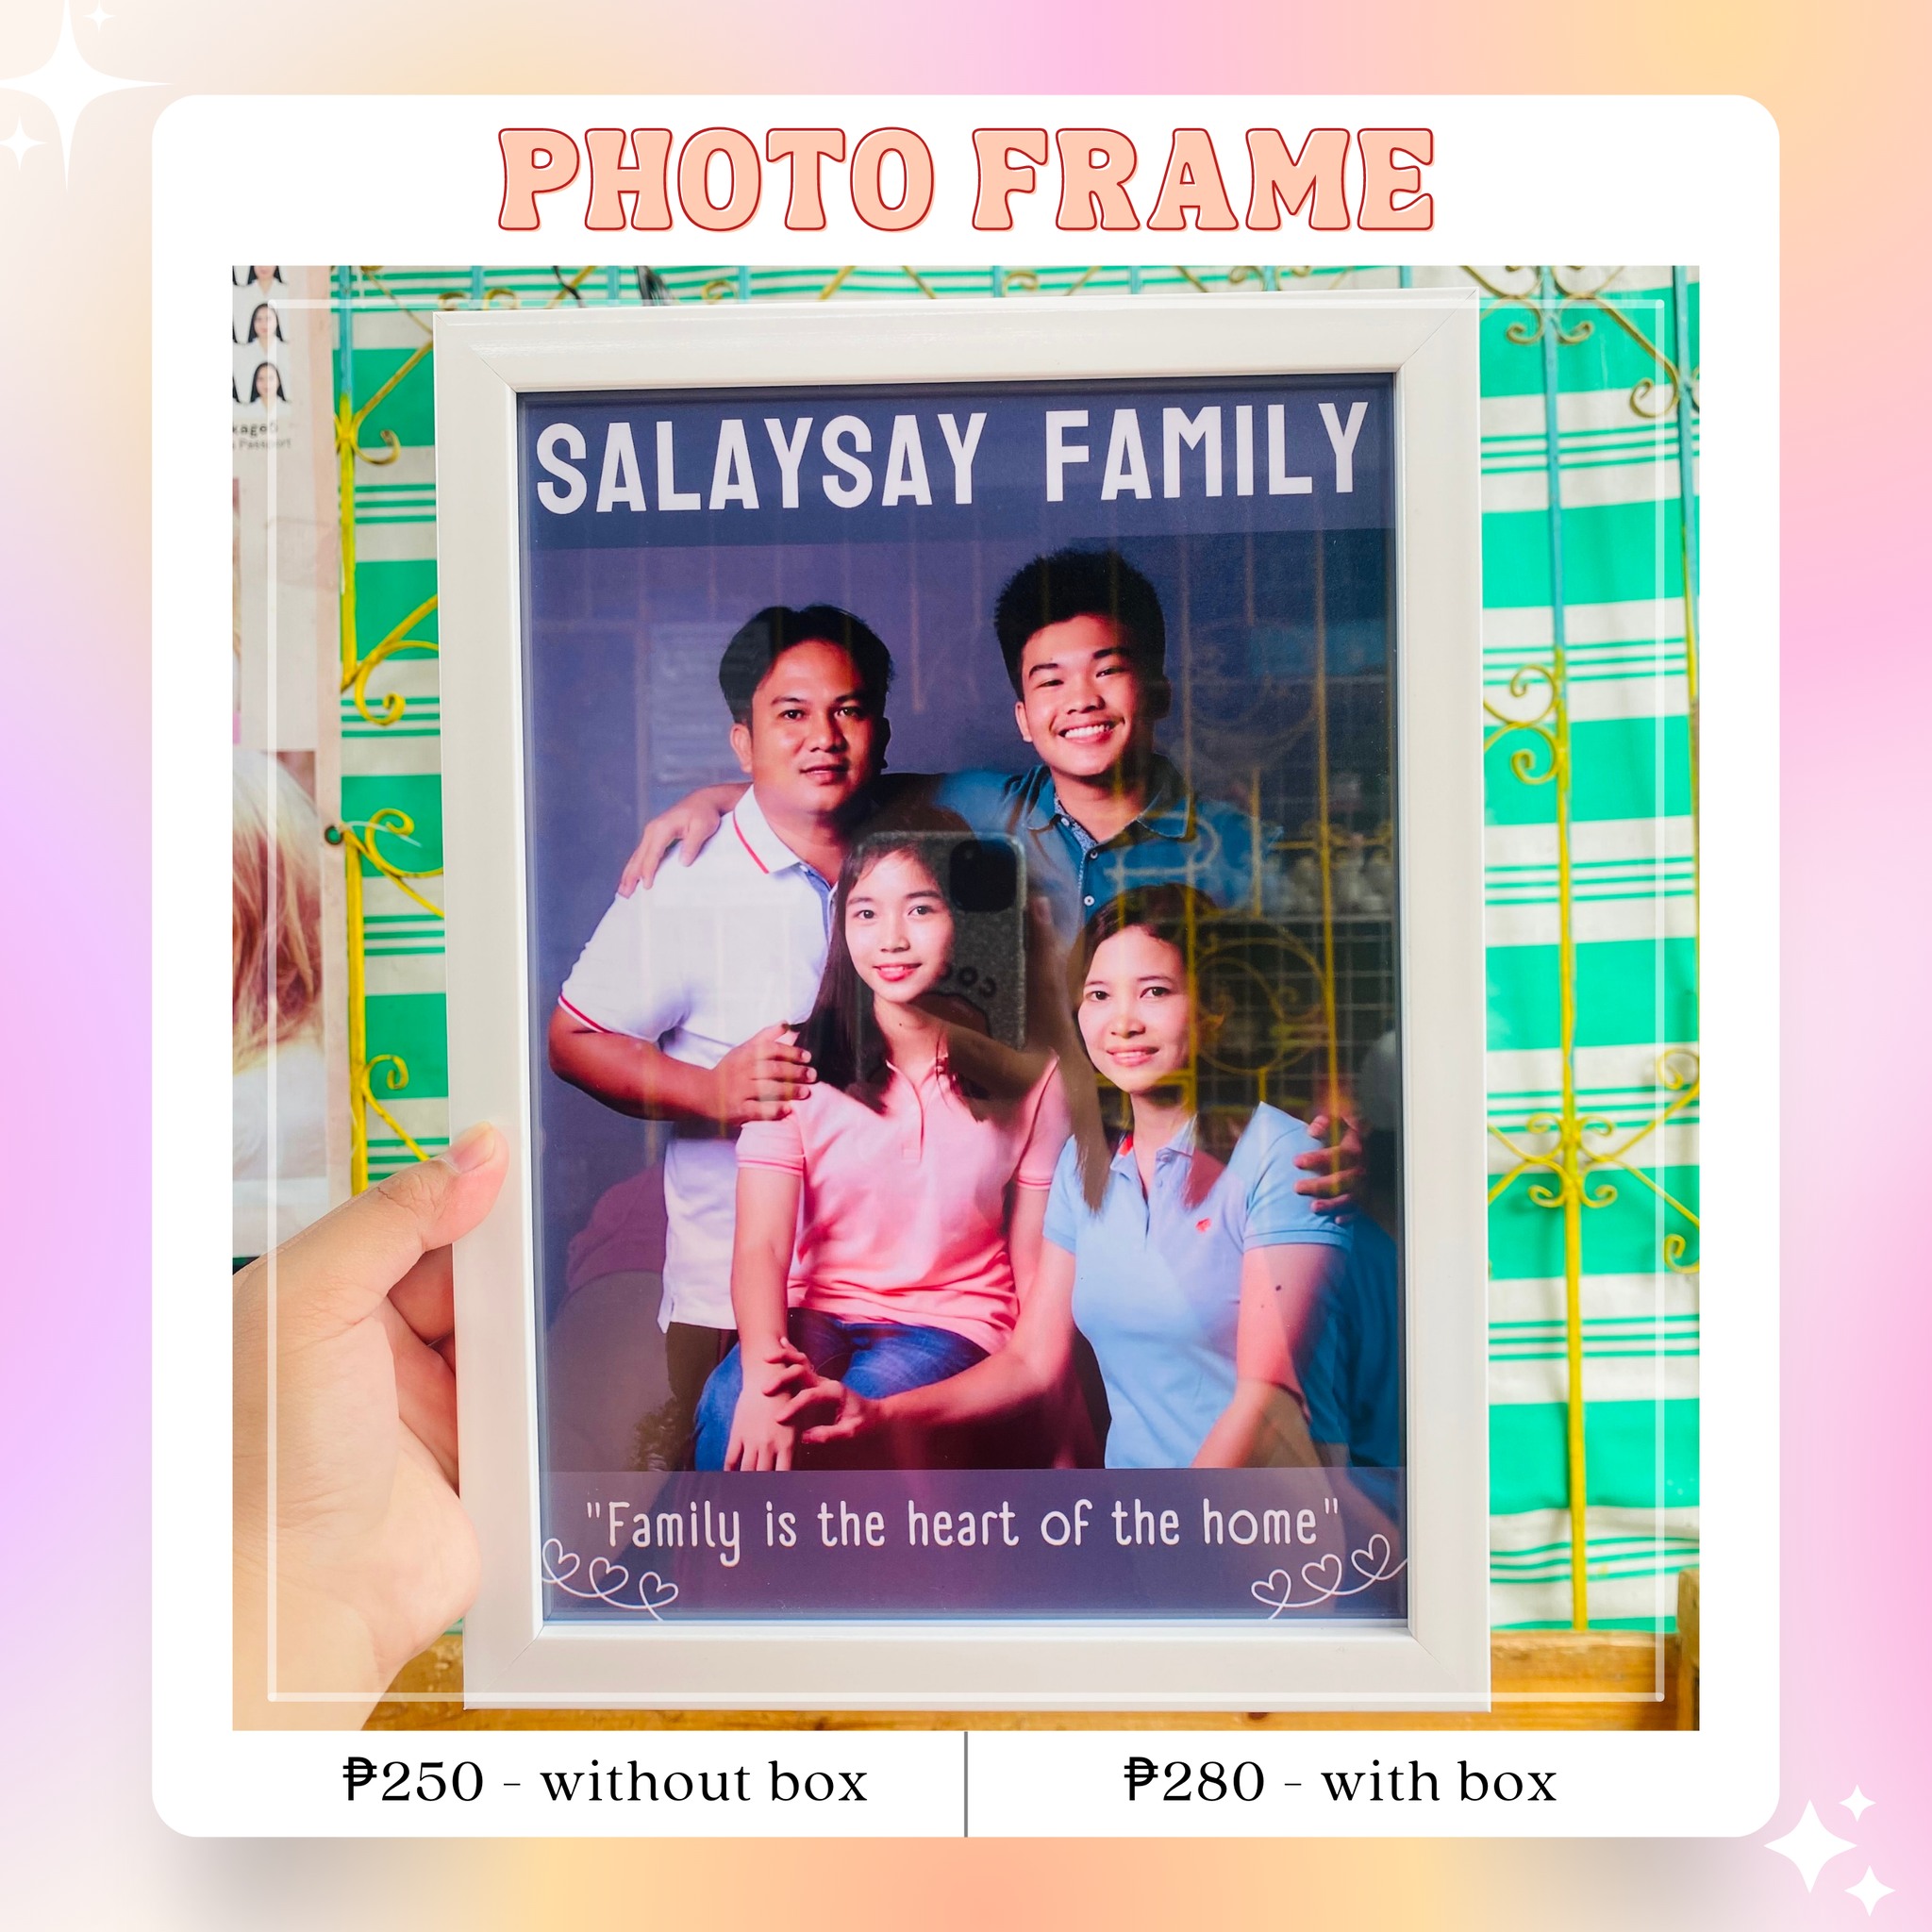 PHOTO FRAME
SALAYSAY FAMILY
"Family is the heart of the home"
₱250 - without box
₱280 - with box